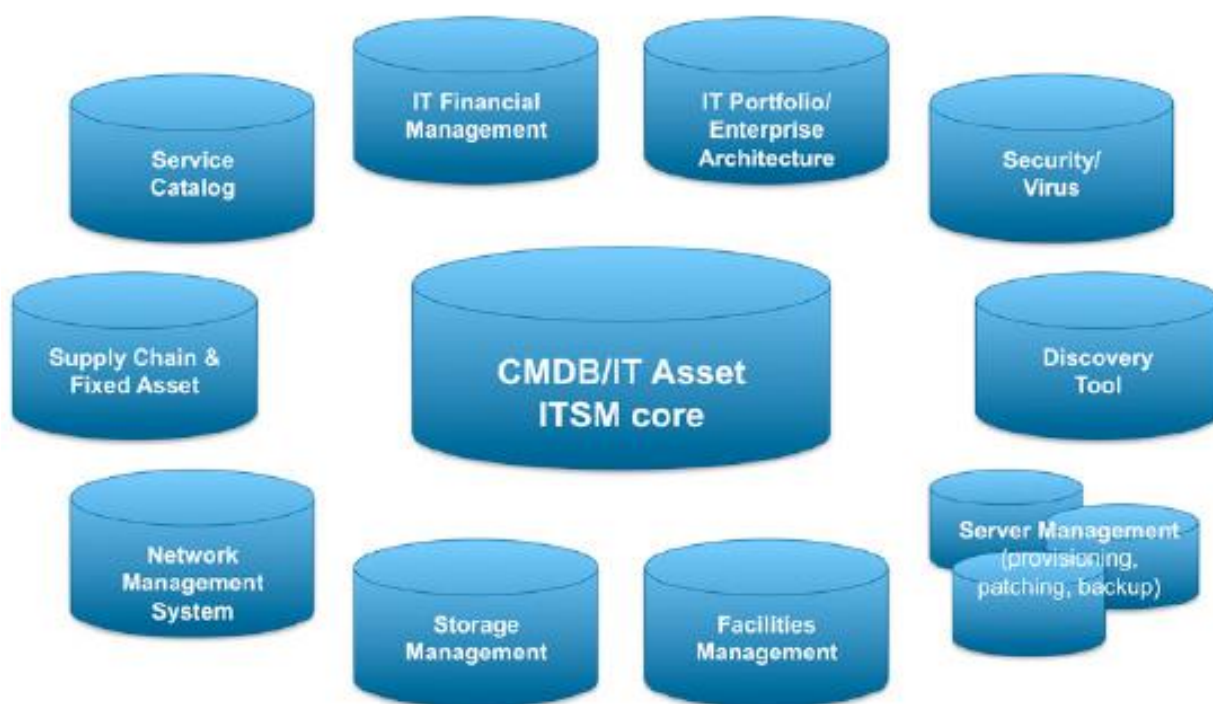 IT Financial
Management
IT Portfolio/
Enterprise
Architecture
Service
Catalog
Security/
Virus
Supply Chain &
Fixed Asset
CMDB/IT Asset
ITSM core
Discovery
Tool
Network
Management
System
Storage
Management
Facilities
Management
Server Management
(provisioning,
patching, backup)